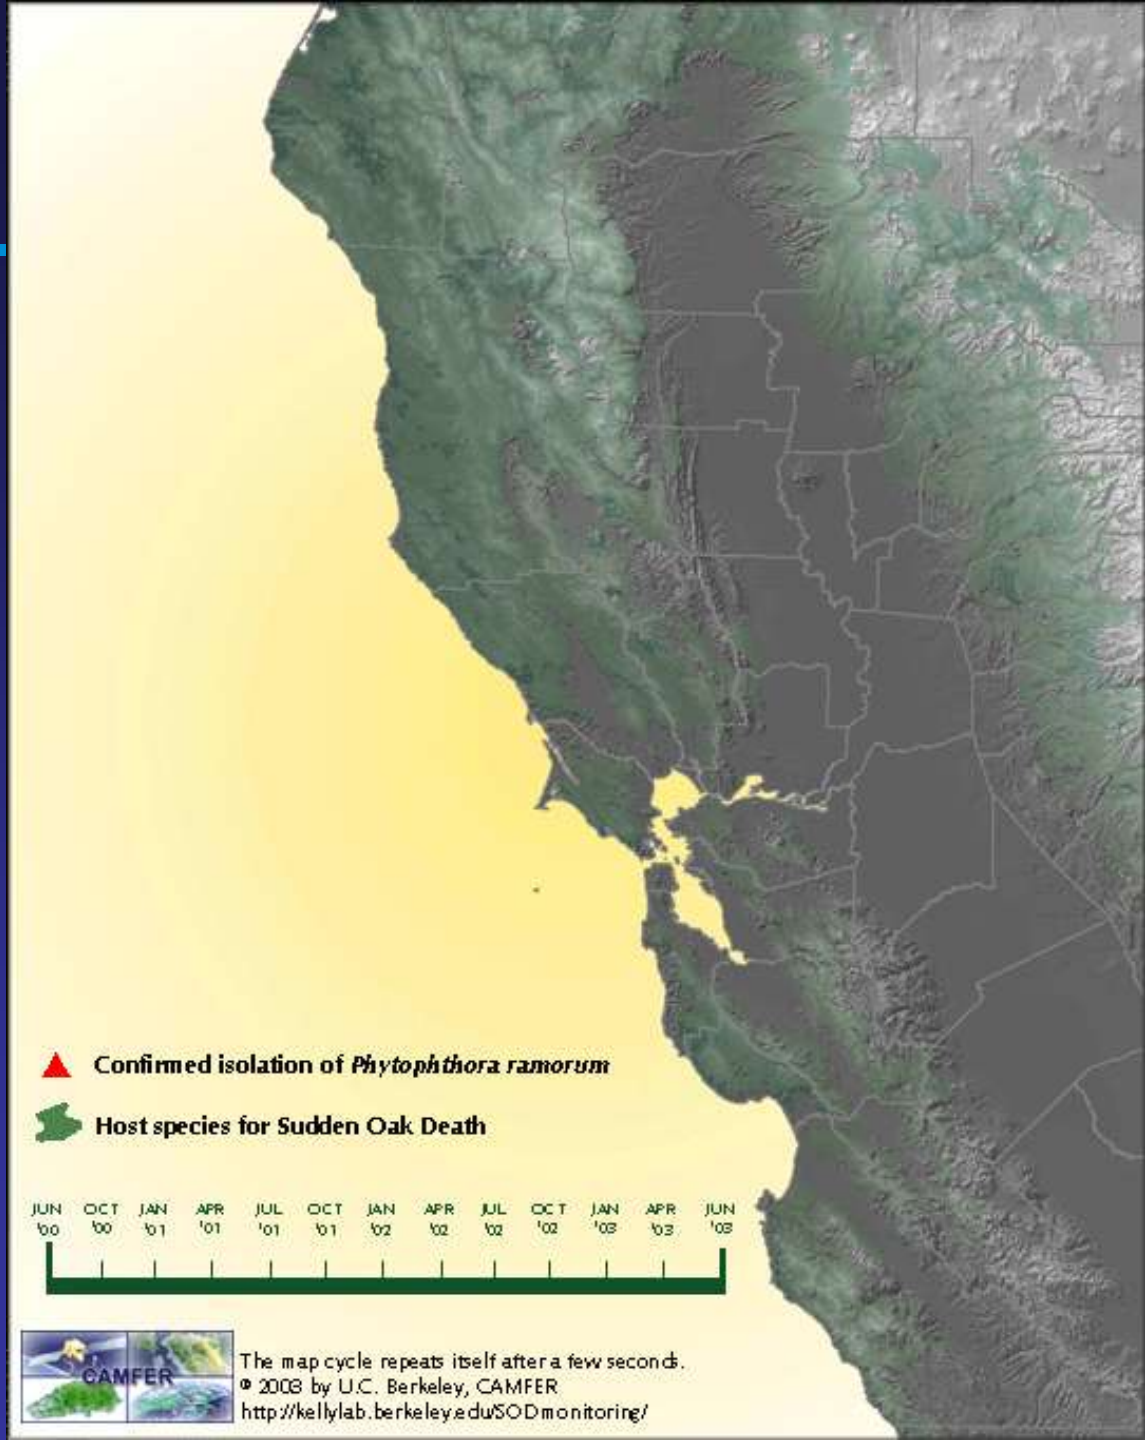 Confirmed isolation of Phytophthora ramorum
Host species for Sudden Oak Death
JUN OCT JAN APR JUL OCT JAN APR JUL OCT JAN APR JUN
'00 '00 '01 '01 '01 '01 '02 '02 '02 '02 '03 '03 '03
CAMFER
The map cycle repeats itself after a few seconds.
© 2003 by U.C. Berkeley, CAMFER
http://kellylab.berkeley.edu/SODmonitoring/